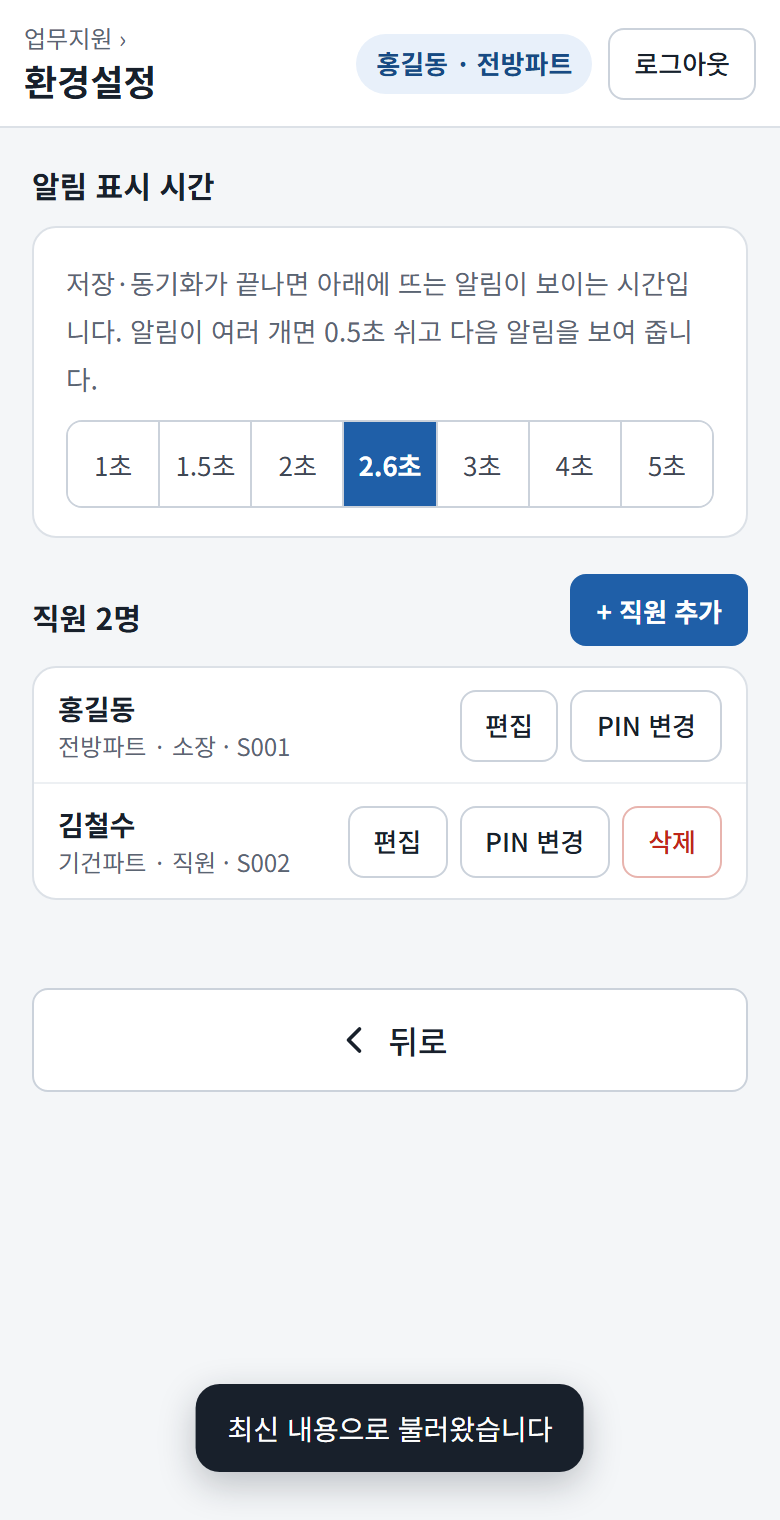 업무지원 ›
환경설정
홍길동 · 전방파트
로그아웃
알림 표시 시간
저장·동기화가 끝나면 아래에 뜨는 알림이 보이는 시간입
니다. 알림이 여러 개면 0.5초 쉬고 다음 알림을 보여 줍니
다.
1초 1.5초 2초 2.6초 3초 4초 5초
직원 2명
+ 직원 추가
홍길동
전방파트 · 소장 · S001
편집 PIN 변경
김철수
기건파트 · 직원 · S002
편집 PIN 변경 삭제
뒤로
최신 내용으로 불러왔습니다